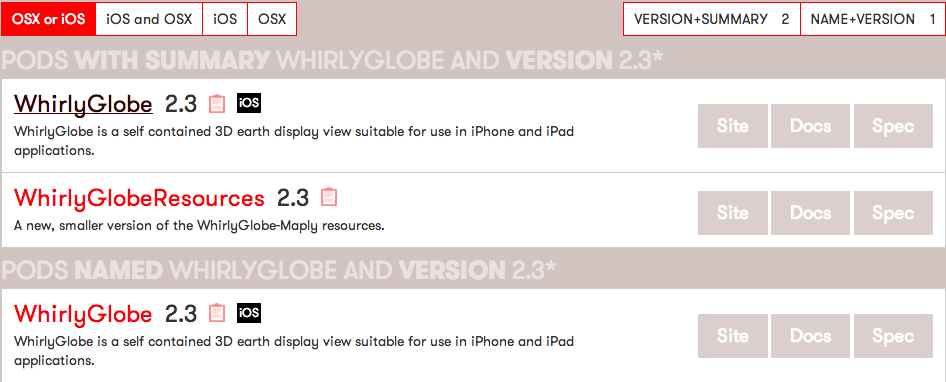 OSX or iOS iOS and OSX iOS OSX VERSION+SUMMARY 2 NAME+VERSION 1
PODS WITH SUMMARY WHIRLYGLOBE AND VERSION 2.3*
WhirlyGlobe 2.3 iOS
WhirlyGlobe is a self contained 3D earth display view suitable for use in iPhone and iPad
applications.
Site Docs Spec
WhirlyGlobeResources 2.3
A new, smaller version of the WhirlyGlobe-Maply resources.
Site Docs Spec
PODS NAMED WHIRLYGLOBE AND VERSION 2.3*
WhirlyGlobe 2.3 iOS
WhirlyGlobe is a self contained 3D earth display view suitable for use in iPhone and iPad
applications.
Site Docs Spec